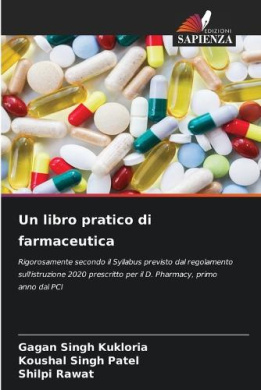 EDIZIONI
SAPIENZA
Un libro pratico di
farmaceutica
Rigorosamente secondo il Syllabus previsto dal regolamento
sull'istruzione 2020 prescritto per il D. Pharmacy, primo
anno dal PCI
Gagan Singh Kukloria
Koushal Singh Patel
Shilpi Rawat